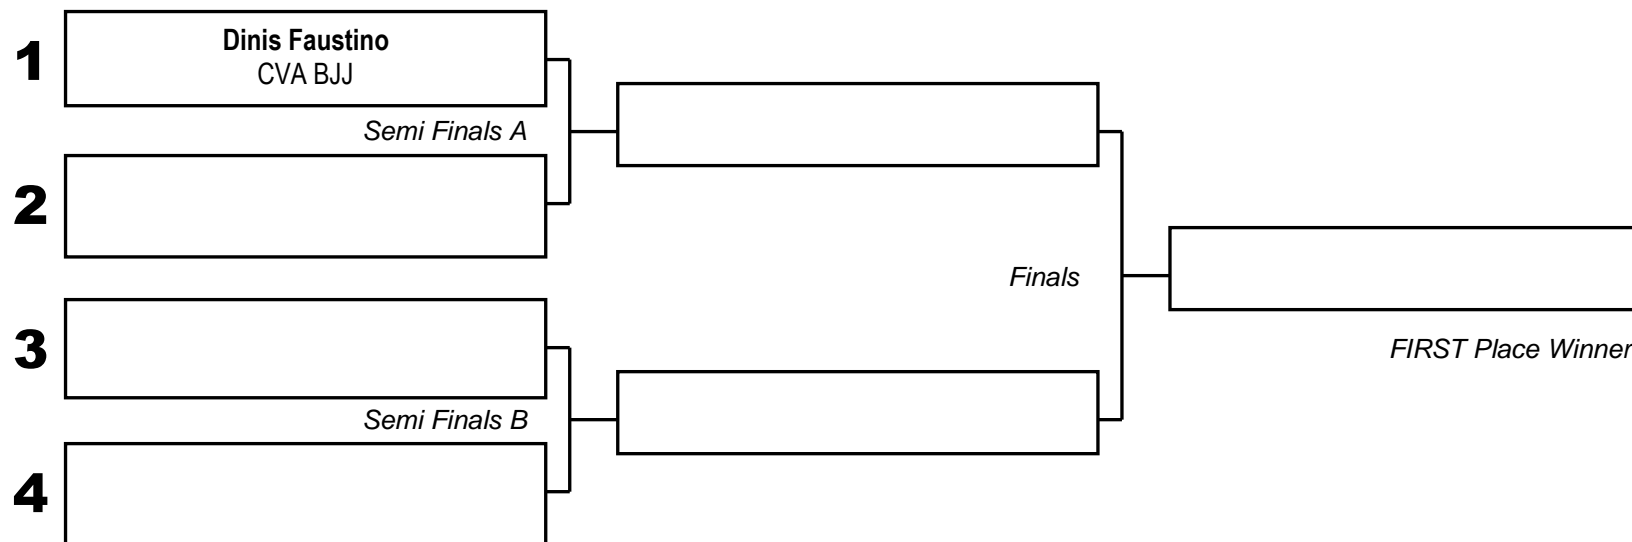 1
Dinis Faustino
CVA BJJ
Semi Finals A
2
Finals
3
FIRST Place Winner
Semi Finals B
4